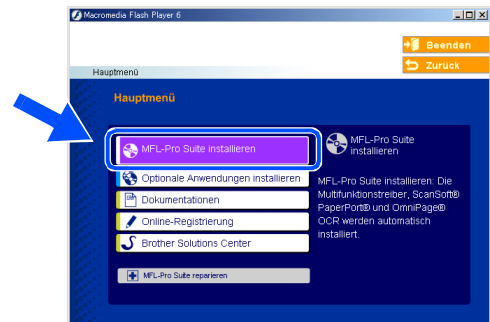 Macromedia Flash Player 6
Beenden
Zurück
Hauptmenü
Hauptmenü
MFL-Pro Suite installieren
Optionale Anwendungen installieren
Dokumentationen
Online-Registrierung
Brother Solutions Center
MFL-Pro Suite reparieren
MFL-Pro Suite
installieren
MFL-Pro Suite installieren: Die
Multifunktionstreiber, ScanSoft®
PaperPort® und OmniPage®
OCR werden automatisch
installiert.